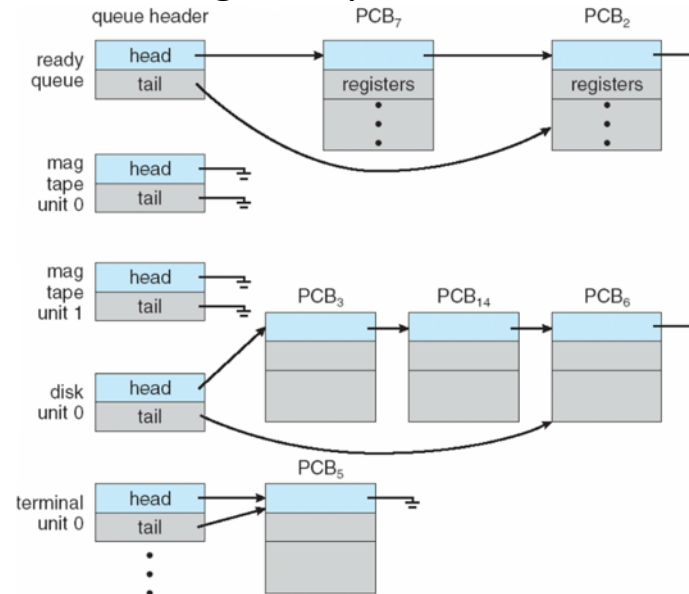 queue header PCB₇ PCB₂
ready queue
head
tail
registers
registers
mag tape unit 0
head
tail
mag tape unit 1
head
tail
PCB₃ PCB₁₄ PCB₆
disk unit 0
head
tail
PCB₅
terminal unit 0
head
tail